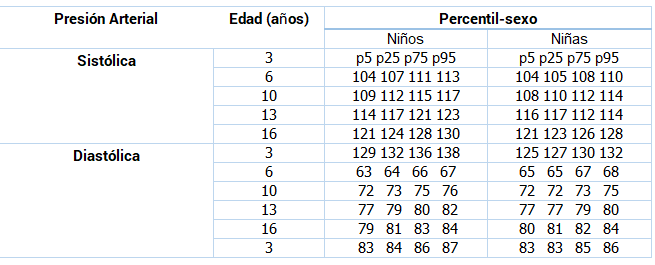 Presión Arterial Edad (años) Percentil-sexo
Niños Niñas
Sistólica 3 p5 p25 p75 p95 p5 p25 p75 p95
6 104 107 111 113 104 105 108 110
10 109 112 115 117 108 110 112 114
13 114 117 121 123 116 117 112 114
16 121 124 128 130 121 123 126 128
Diastólica 3 129 132 136 138 125 127 130 132
6 63 64 66 67 65 65 67 68
10 72 73 75 76 72 72 73 75
13 77 79 80 82 77 77 79 80
16 79 81 83 84 80 81 82 84
3 83 84 86 87 83 83 85 86